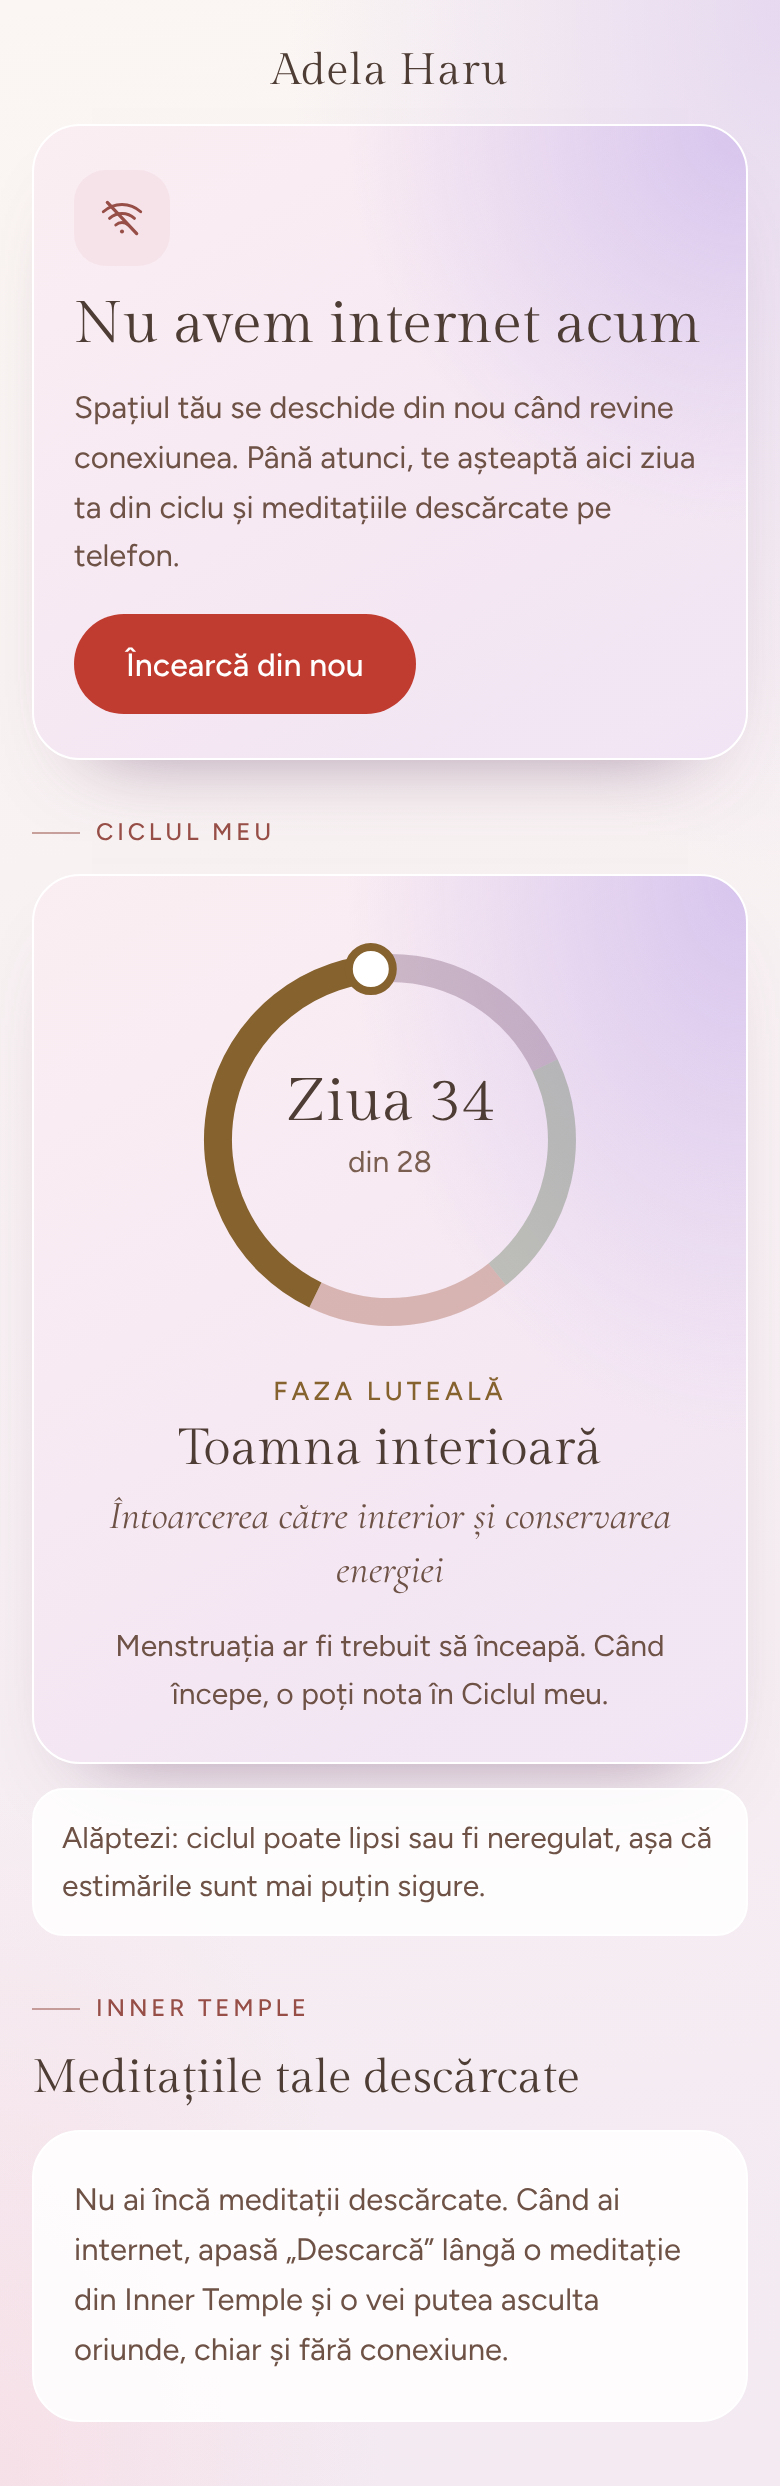 Adela Haru
Nu avem internet acum
Spațiul tău se deschide din nou când revine
conexiunea. Până atunci, te așteaptă aici ziua
ta din ciclu și meditațiile descărcate pe
telefon.
Încearcă din nou
CICLUL MEU
Ziua 34
din 28
FAZA LUTEALĂ
Toamna interioară
Întoarcerea către interior și conservarea
energiei
Menstruația ar fi trebuit să înceapă. Când
începe, o poți nota în Ciclul meu.
Alăptezi: ciclul poate lipsi sau fi neregulat, așa că
estimările sunt mai puțin sigure.
INNER TEMPLE
Meditațiile tale descărcate
Nu ai încă meditații descărcate. Când ai
internet, apasă „Descarcă” lângă o meditație
din Inner Temple și o vei putea asculta
oriunde, chiar și fără conexiune.